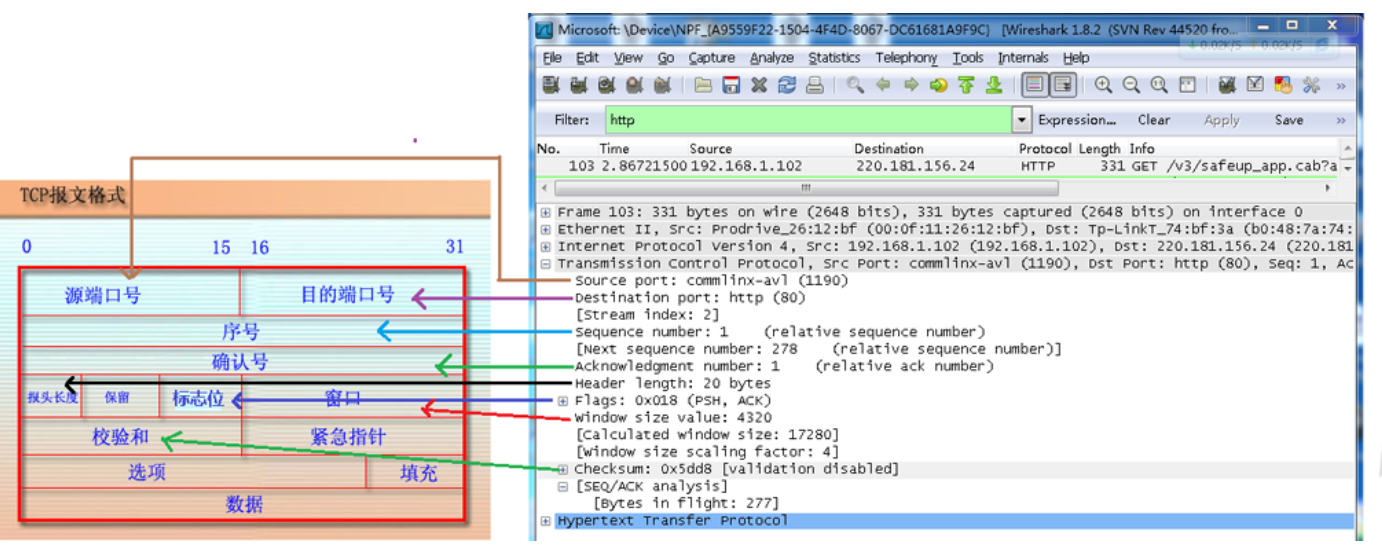 TCP报文格式
0 15 16 31
源端口号 目的端口号
序号
确认号
报头长度 保留 标志位 窗口
校验和 紧急指针
选项 填充
数据
Microsoft: \Device\NPF_{A9559F22-1504-4F4D-8067-DC61681A9F9C} [Wireshark 1.8.2 (SVN Rev 44520 fro...
0.02K/S 0.02K/S
File Edit View Go Capture Analyze Statistics Telephony Tools Internals Help
Filter: http Expression... Clear Apply Save
No. Time Source Destination Protocol Length Info
103 2.86721500 192.168.1.102 220.181.156.24 HTTP 331 GET /v3/safeup_app.cab?a
Frame 103: 331 bytes on wire (2648 bits), 331 bytes captured (2648 bits) on interface 0
Ethernet II, Src: Prodrive_26:12:bf (00:0f:11:26:12:bf), Dst: Tp-LinkT_74:bf:3a (b0:48:7a:74:
Internet Protocol Version 4, Src: 192.168.1.102 (192.168.1.102), Dst: 220.181.156.24 (220.181
Transmission Control Protocol, Src Port: commlinx-avl (1190), Dst Port: http (80), Seq: 1, Ac
Source port: commlinx-avl (1190)
Destination port: http (80)
[Stream index: 2]
Sequence number: 1 (relative sequence number)
[Next sequence number: 278 (relative sequence number)]
Acknowledgment number: 1 (relative ack number)
Header length: 20 bytes
Flags: 0x018 (PSH, ACK)
Window size value: 4320
[Calculated window size: 17280]
[Window size scaling factor: 4]
Checksum: 0x5dd8 [validation disabled]
[SEQ/ACK analysis]
[Bytes in flight: 277]
Hypertext Transfer Protocol